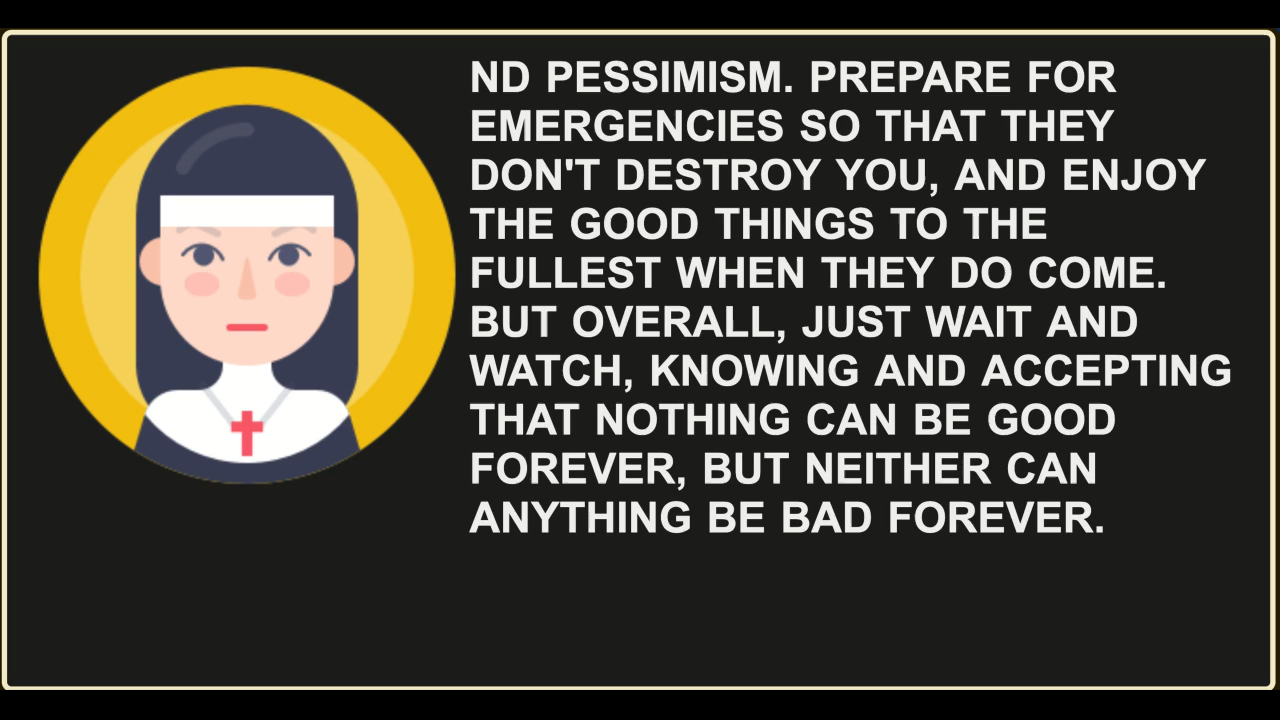 ND PESSIMISM. PREPARE FOR
EMERGENCIES SO THAT THEY
DON'T DESTROY YOU, AND ENJOY
THE GOOD THINGS TO THE
FULLEST WHEN THEY DO COME.
BUT OVERALL, JUST WAIT AND
WATCH, KNOWING AND ACCEPTING
THAT NOTHING CAN BE GOOD
FOREVER, BUT NEITHER CAN
ANYTHING BE BAD FOREVER.